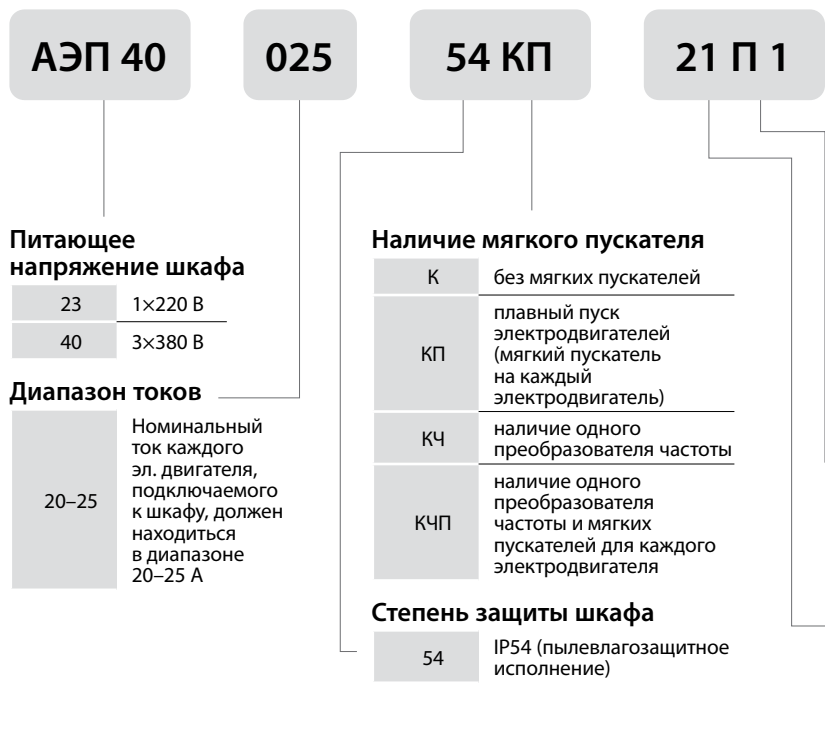 АЭП 40
025
54 КП
21 П 1
Питающее
напряжение шкафа
23 1×220 В
40 3×380 В
Диапазон токов
20–25
Номинальный
ток каждого
эл. двигателя,
подключаемого
к шкафу, должен
находиться
в диапазоне
20–25 А
Наличие мягкого пускателя
К без мягких пускателей
КП
плавный пуск
электродвигателей
(мягкий пускатель
на каждый
электродвигатель)
КЧ
наличие одного
преобразователя частоты
КЧП
наличие одного
преобразователя
частоты и мягких
пускателей для каждого
электродвигателя
Степень защиты шкафа
54
IP54 (пылевлагозащитное
исполнение)